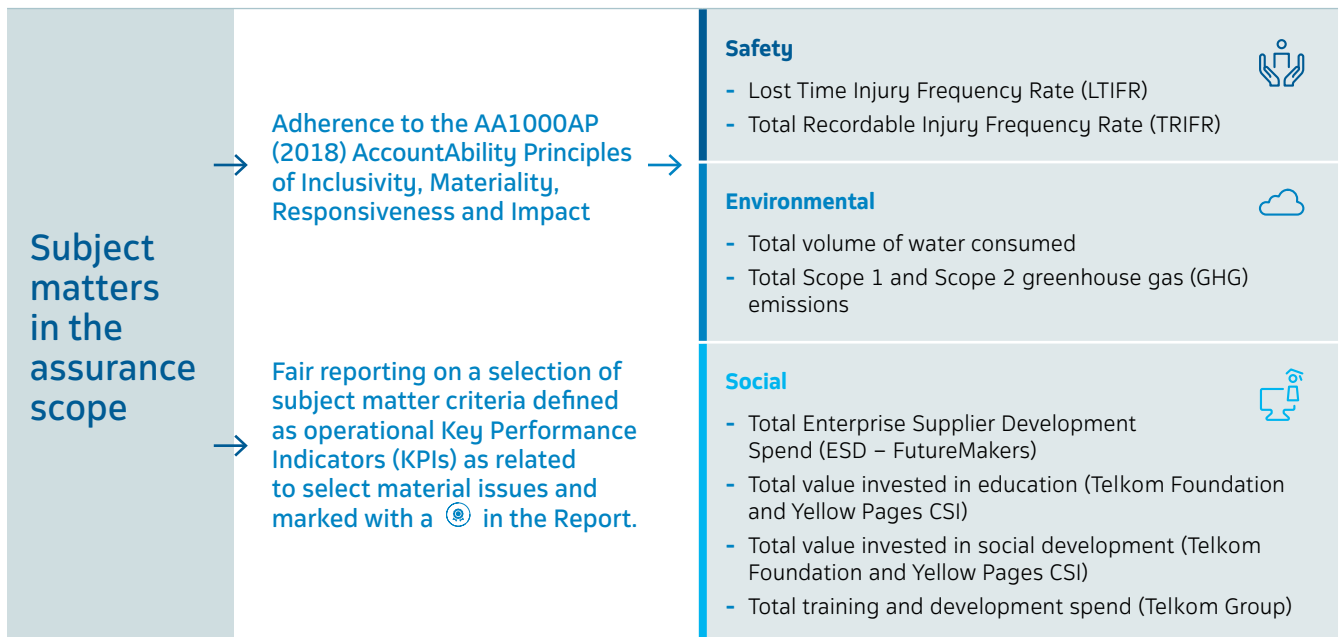 Subject
matters
in the
assurance
scope
Adherence to the AA1000AP
(2018) AccountAbility Principles
of Inclusivity, Materiality,
Responsiveness and Impact
Fair reporting on a selection of
subject matter criteria defined
as operational Key Performance
Indicators (KPIs) as related
to select material issues and
marked with a in the Report.
Safety
- Lost Time Injury Frequency Rate (LTIFR)
- Total Recordable Injury Frequency Rate (TRIFR)
Environmental
- Total volume of water consumed
- Total Scope 1 and Scope 2 greenhouse gas (GHG)
emissions
Social
- Total Enterprise Supplier Development
Spend (ESD – FutureMakers)
- Total value invested in education (Telkom Foundation
and Yellow Pages CSI)
- Total value invested in social development (Telkom
Foundation and Yellow Pages CSI)
- Total training and development spend (Telkom Group)